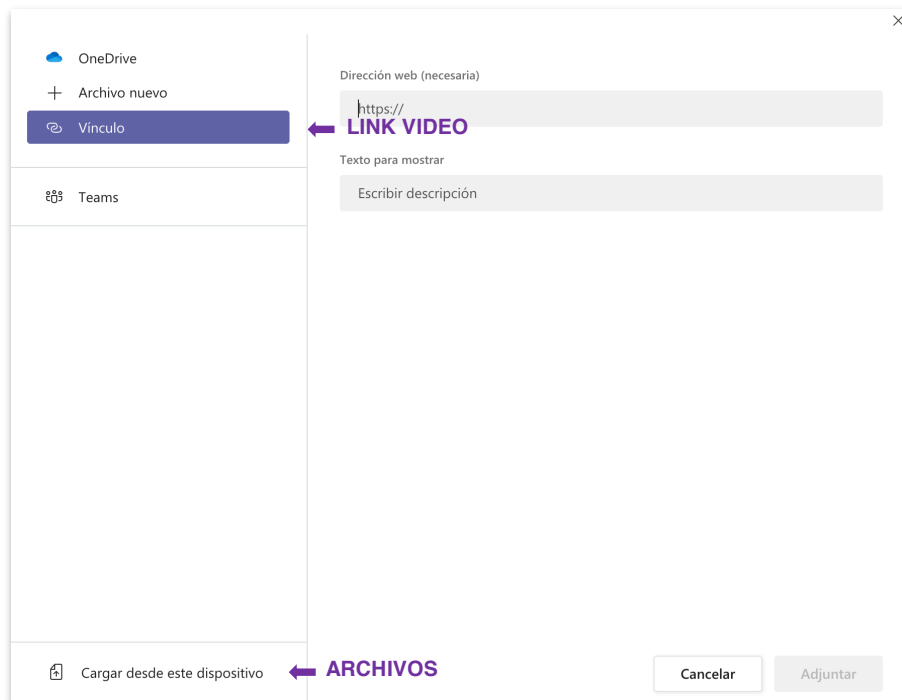 OneDrive
Archivo nuevo
Vínculo
Teams
Dirección web (necesaria)
https://
LINK VIDEO
Texto para mostrar
Escribir descripción
Cargar desde este dispositivo
ARCHIVOS
Cancelar
Adjuntar